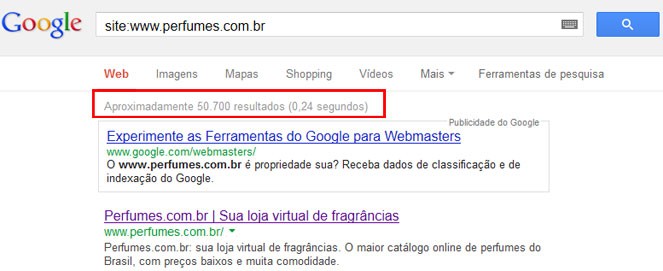 Google
site:www.perfumes.com.br
Web Imagens Mapas Shopping Vídeos Mais Ferramentas de pesquisa
Aproximadamente 50.700 resultados (0,24 segundos)
Publicidade do Google
Experimente as Ferramentas do Google para Webmasters
www.google.com/webmasters/
O www.perfumes.com.br é propriedade sua? Receba dados de classificação e de
indexação do Google.
Perfumes.com.br | Sua loja virtual de fragrâncias
www.perfumes.com.br/
Perfumes.com.br: sua loja virtual de fragrâncias. O maior catálogo online de perfumes do
Brasil, com preços baixos e muita comodidade.